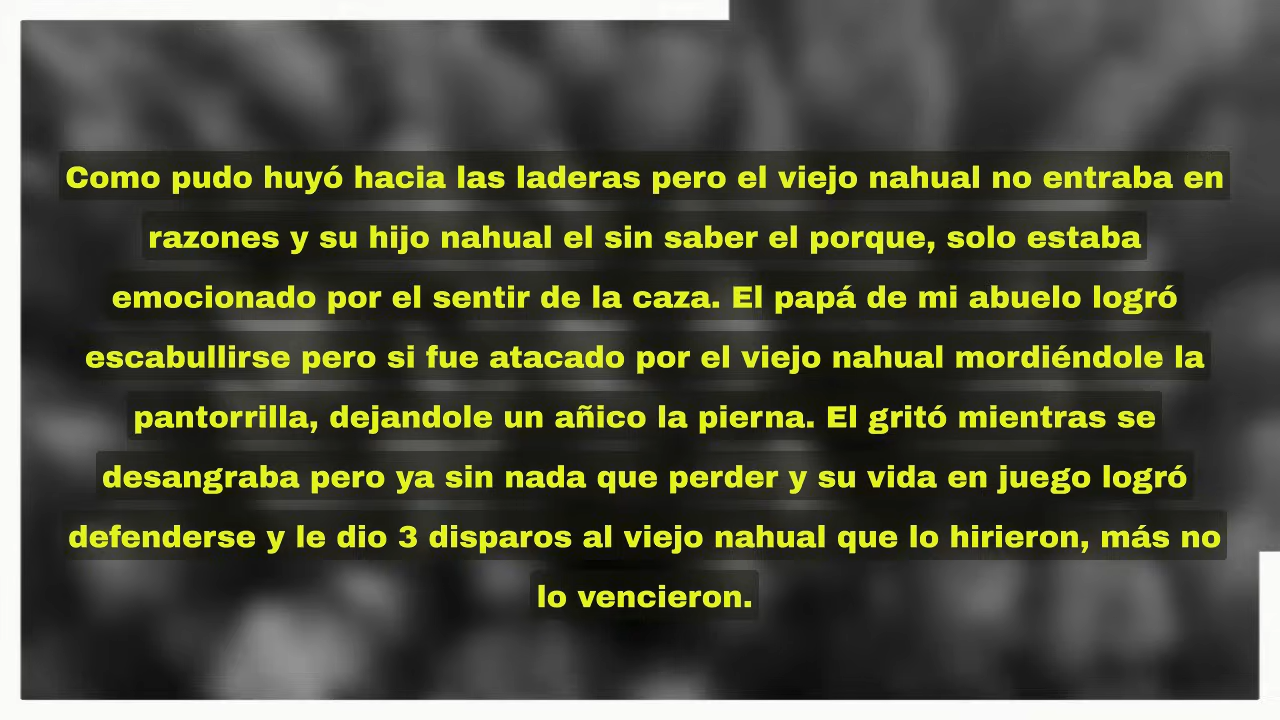 Como pudo huyó hacia las laderas pero el viejo nahual no entraba en
razones y su hijo nahual el sin saber el porque, solo estaba
emocionado por el sentir de la caza. El papá de mi abuelo logró
escabullirse pero si fue atacado por el viejo nahual mordiéndole la
pantorrilla, dejandole un añico la pierna. El gritó mientras se
desangraba pero ya sin nada que perder y su vida en juego logró
defenderse y le dio 3 disparos al viejo nahual que lo hirieron, más no
lo vencieron.